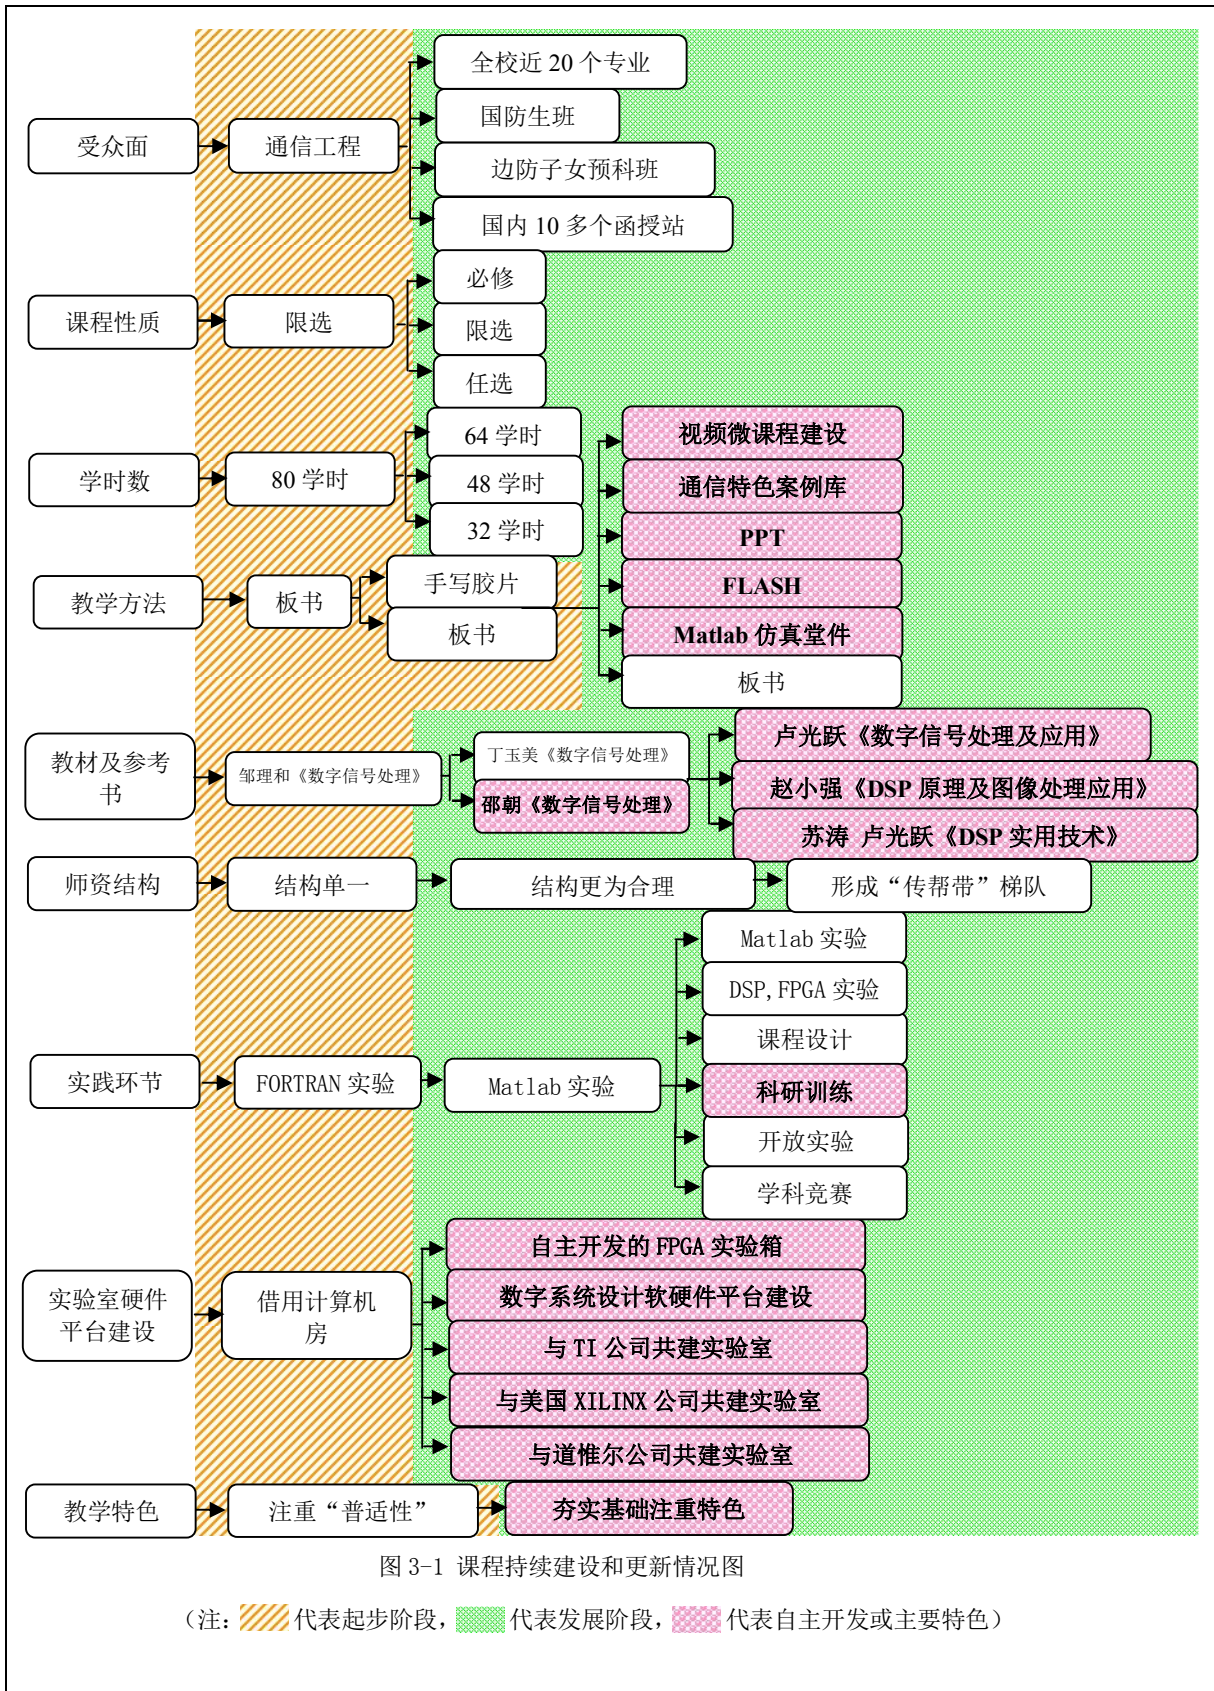 全校近 20 个专业
国防生班
受众面
通信工程
边防子女预科班
国内 10 多个函授站
必修
课程性质
限选
限选
任选
64 学时
视频微课程建设
学时数
80 学时
48 学时
通信特色案例库
32 学时
PPT
手写胶片
FLASH
教学方法
板书
板书
Matlab 仿真堂件
板书
卢光跃《数字信号处理及应用》
教材及参考
书
邹理和《数字信号处理》
丁玉美《数字信号处理》
邵朝《数字信号处理》
赵小强《DSP 原理及图像处理应用》
苏涛 卢光跃《DSP 实用技术》
师资结构
结构单一
结构更为合理
形成“传帮带”梯队
Matlab 实验
DSP,FPGA 实验
课程设计
实践环节
FORTRAN 实验
Matlab 实验
科研训练
开放实验
学科竞赛
自主开发的 FPGA 实验箱
实验室硬件
平台建设
借用计算机
房
数字系统设计软硬件平台建设
与 TI 公司共建实验室
与美国 XILINX 公司共建实验室
与道惟尔公司共建实验室
教学特色
注重“普适性”
夯实基础注重特色
图 3-1 课程持续建设和更新情况图
（注： 代表起步阶段， 代表发展阶段， 代表自主开发或主要特色）